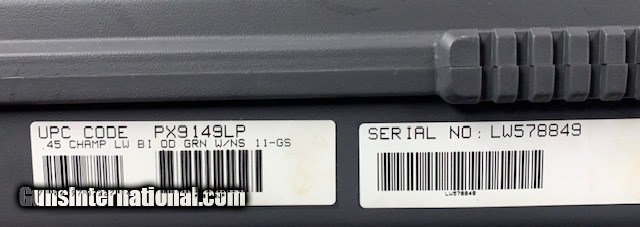 UPC CODE PX9149LP
.45 CHAMP LW BI OD GRN W/NS 11-GS
SERIAL NO: LW578849
LW578849
GunsInternational.com